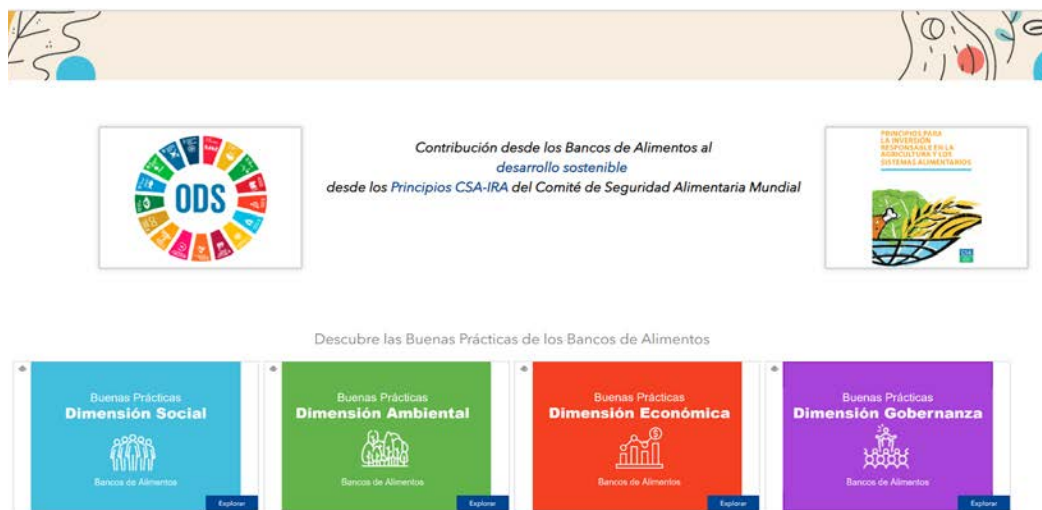 ODS
Contribución desde los Bancos de Alimentos al
desarrollo sostenible
desde los Principios CSA-IRA del Comité de Seguridad Alimentaria Mundial
PRINCIPIOS PARA
LA INVERSIÓN
RESPONSABLE EN LA
AGRICULTURA Y LOS
SISTEMAS ALIMENTARIOS
CSA
Descubre las Buenas Prácticas de los Bancos de Alimentos
Buenas Prácticas
Dimensión Social
Bancos de Alimentos
Explorar
Buenas Prácticas
Dimensión Ambiental
Bancos de Alimentos
Explorar
Buenas Prácticas
Dimensión Económica
Bancos de Alimentos
Explorar
Buenas Prácticas
Dimensión Gobernanza
Bancos de Alimentos
Explorar